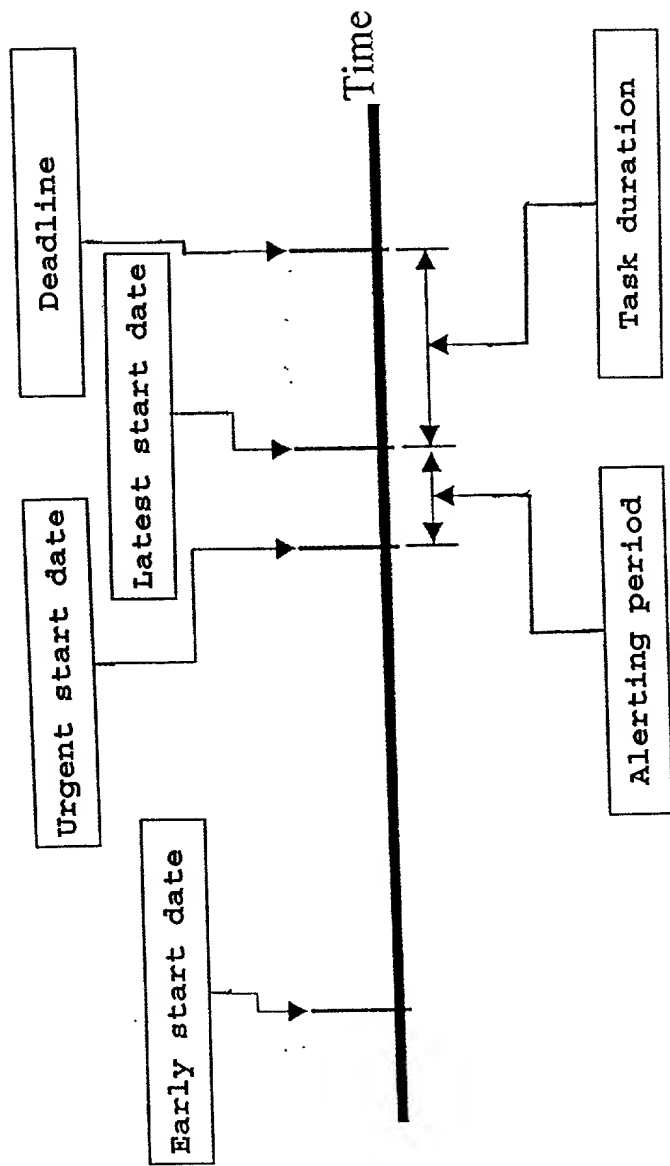 Deadline
Urgent start date
Latest start date
Early start date
Time
Alerting period
Task duration